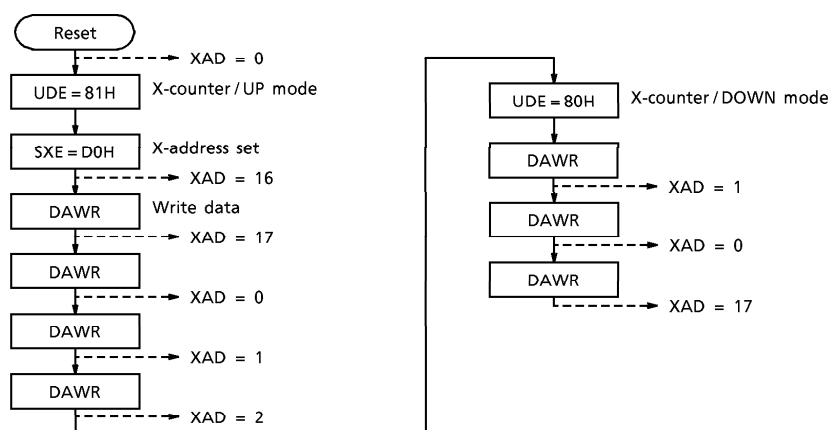 Reset
XAD = 0
UDE = 81H X-counter / UP mode
SXE = D0H X-address set
XAD = 16
DAWR Write data
XAD = 17
DAWR
XAD = 0
DAWR
XAD = 1
DAWR
XAD = 2
UDE = 80H X-counter / DOWN mode
DAWR
XAD = 1
DAWR
XAD = 0
DAWR
XAD = 17